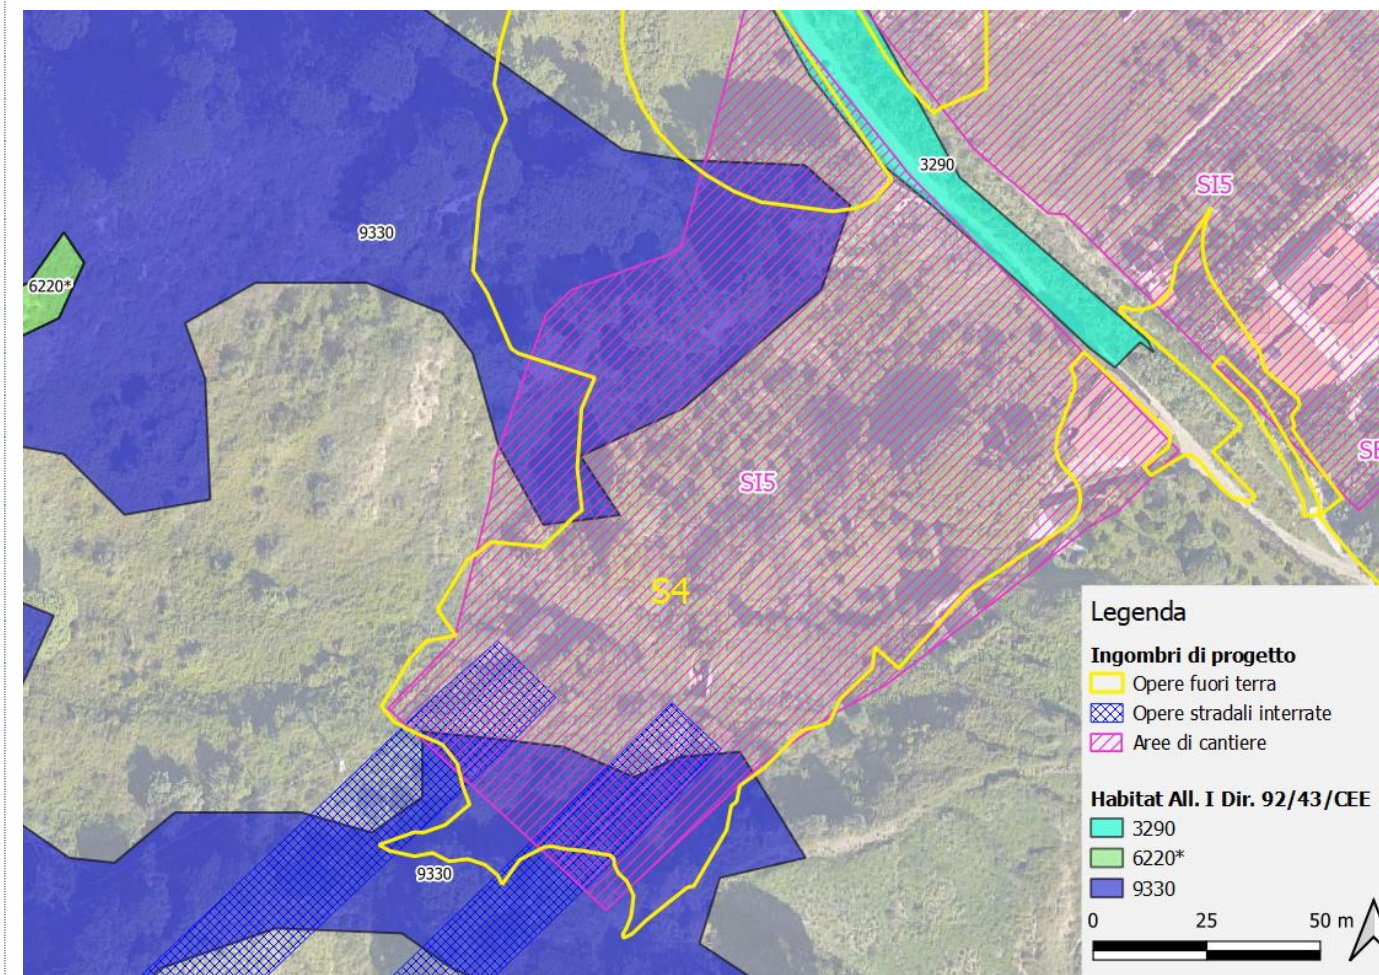 3290
SI5
9330
6220*
SE
SI5
S4
9330
Legenda
Ingombri di progetto
Opere fuori terra
Opere stradali interrate
Aree di cantiere
Habitat All. I Dir. 92/43/CEE
3290
6220*
9330
0 25 50 m